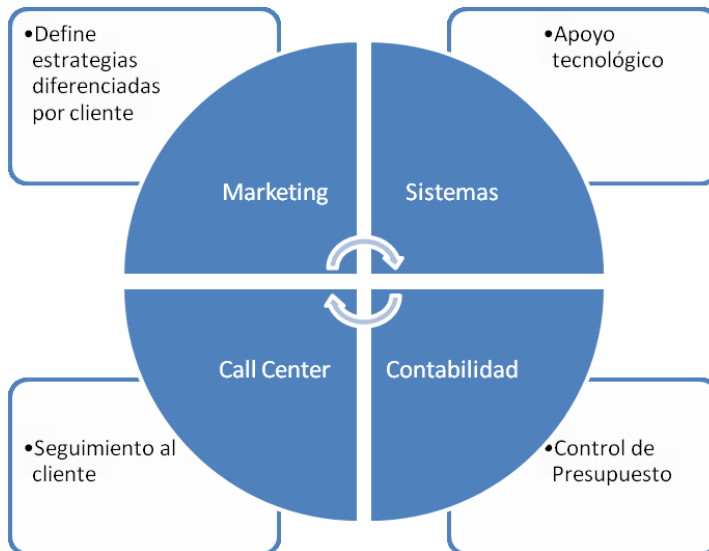 •Define
estrategias
diferenciadas
por cliente
•Apoyo
tecnológico
Marketing
Sistemas
Call Center
Contabilidad
•Seguimiento al
cliente
•Control de
Presupuesto